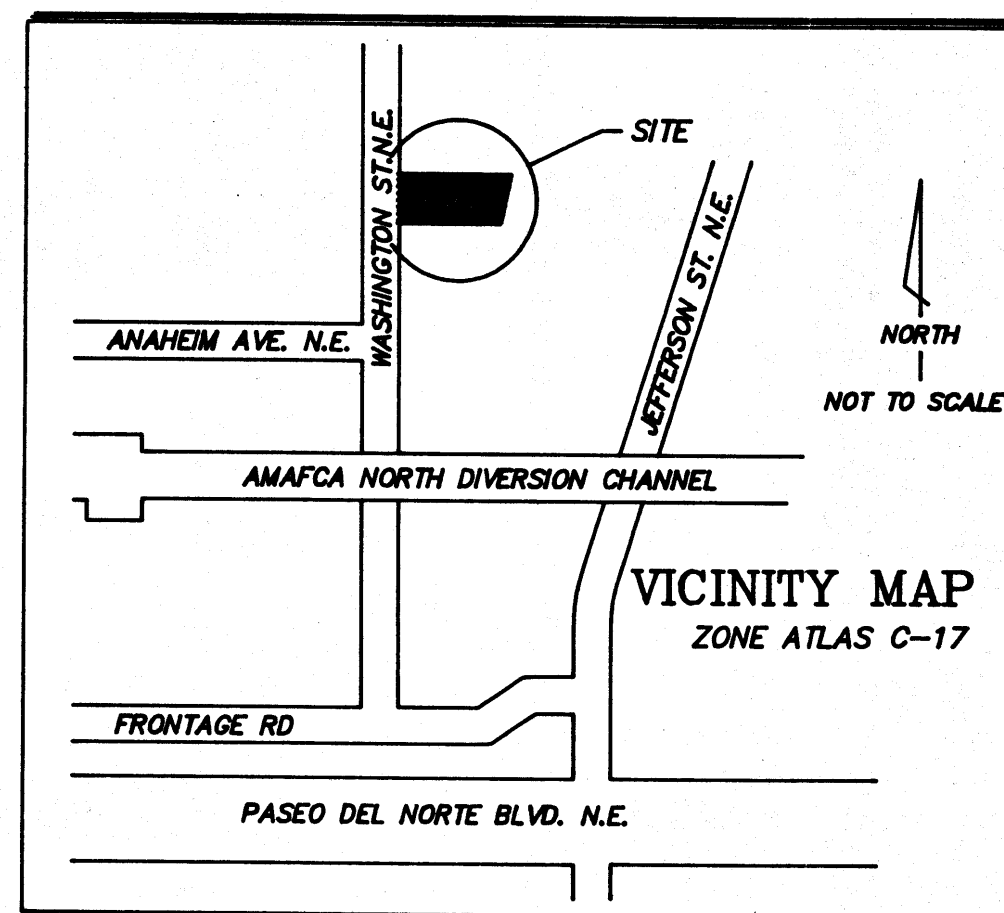 SITE
WASHINGTON ST.N.E.
JEFFERSON ST. N.E.
ANAHEIM AVE. N.E.
NORTH
NOT TO SCALE
AMAFCA NORTH DIVERSION CHANNEL
VICINITY MAP
ZONE ATLAS C-17
FRONTAGE RD
PASEO DEL NORTE BLVD. N.E.